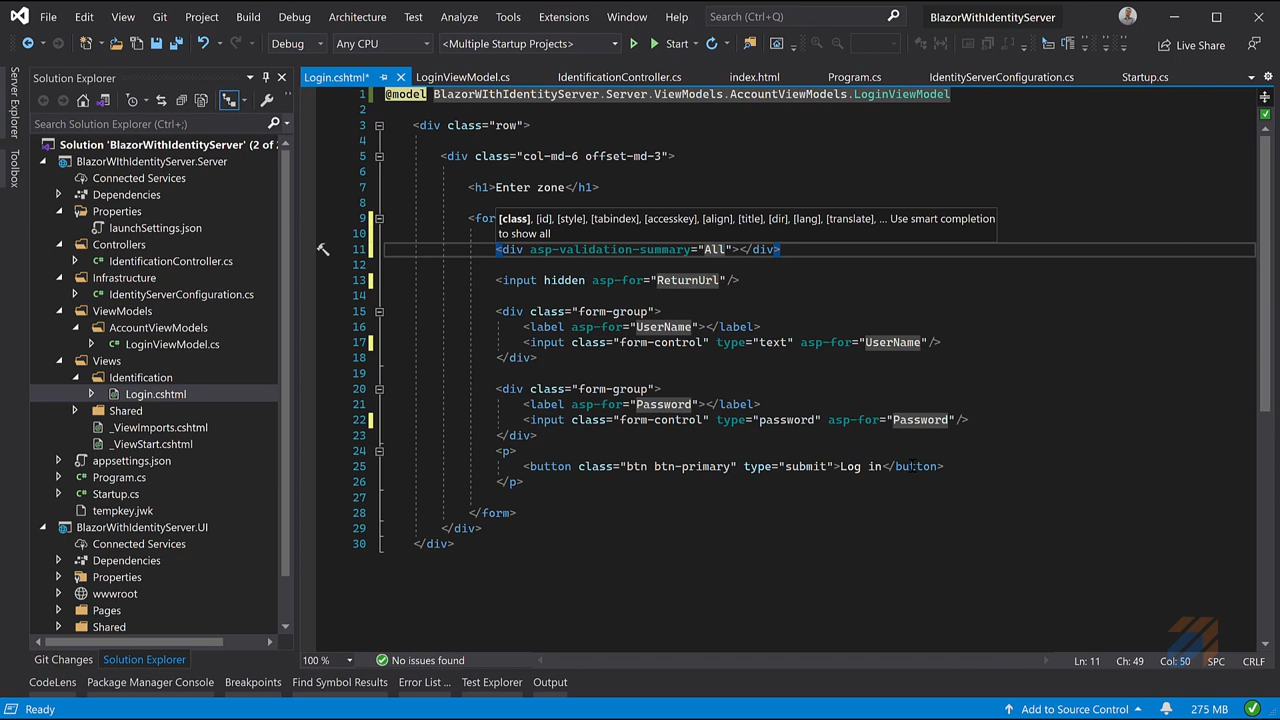 File Edit View Git Project Build Debug Architecture Test Analyze Tools Extensions Window Help Search (Ctrl+Q) BlazorWithIdentityServer
Debug Any CPU <Multiple Startup Projects> Start Live Share
Server Explorer
Toolbox
Solution Explorer
Search Solution Explorer (Ctrl+;)
Solution 'BlazorWithIdentityServer' (2 of 2
BlazorWIthIdentityServer.Server
Connected Services
Dependencies
Properties
launchSettings.json
Controllers
IdentificationController.cs
Infrastructure
IdentityServerConfiguration.cs
ViewModels
AccountViewModels
LoginViewModel.cs
Views
Identification
Login.cshtml
Shared
_ViewImports.cshtml
_ViewStart.cshtml
appsettings.json
Program.cs
Startup.cs
tempkey.jwk
BlazorWithIdentityServer.UI
Connected Services
Dependencies
Properties
wwwroot
Pages
Shared
Git Changes Solution Explorer
Login.cshtml* LoginViewModel.cs IdentificationController.cs index.html Program.cs IdentityServerConfiguration.cs Startup.cs
1 @model BlazorWIthIdentityServer.Server.ViewModels.AccountViewModels.LoginViewModel
2
3 <div class="row">
4
5 <div class="col-md-6 offset-md-3">
6
7 <h1>Enter zone</h1>
8
9 <for
[class], [id], [style], [tabindex], [accesskey], [align], [title], [dir], [lang], [translate], ... Use smart completion
to show all
10
11 <div asp-validation-summary="All"></div>
12
13 <input hidden asp-for="ReturnUrl"/>
14
15 <div class="form-group">
16 <label asp-for="UserName"></label>
17 <input class="form-control" type="text" asp-for="UserName"/>
18 </div>
19
20 <div class="form-group">
21 <label asp-for="Password"></label>
22 <input class="form-control" type="password" asp-for="Password"/>
23 </div>
24 <p>
25 <button class="btn btn-primary" type="submit">Log in</button>
26 </p>
27
28 </form>
29 </div>
30 </div>
100 % No issues found Ln: 11 Ch: 49 Col: 50 SPC CRLF
CodeLens Package Manager Console Breakpoints Find Symbol Results Error List ... Test Explorer Output
Ready Add to Source Control 275 MB